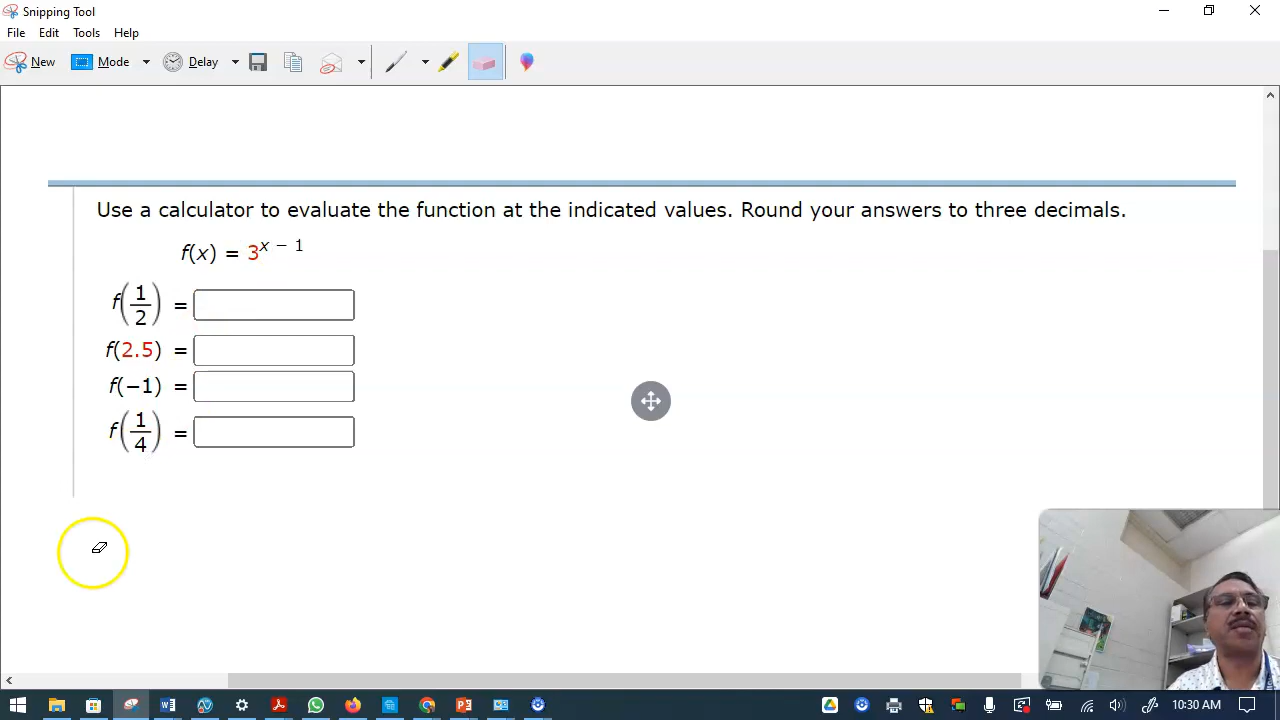 Snipping Tool
File Edit Tools Help
New Mode Delay
Use a calculator to evaluate the function at the indicated values. Round your answers to three decimals.
f(x) = 3^{x − 1}
f(1/2) =
f(2.5) =
f(−1) =
f(1/4) =
10:30 AM